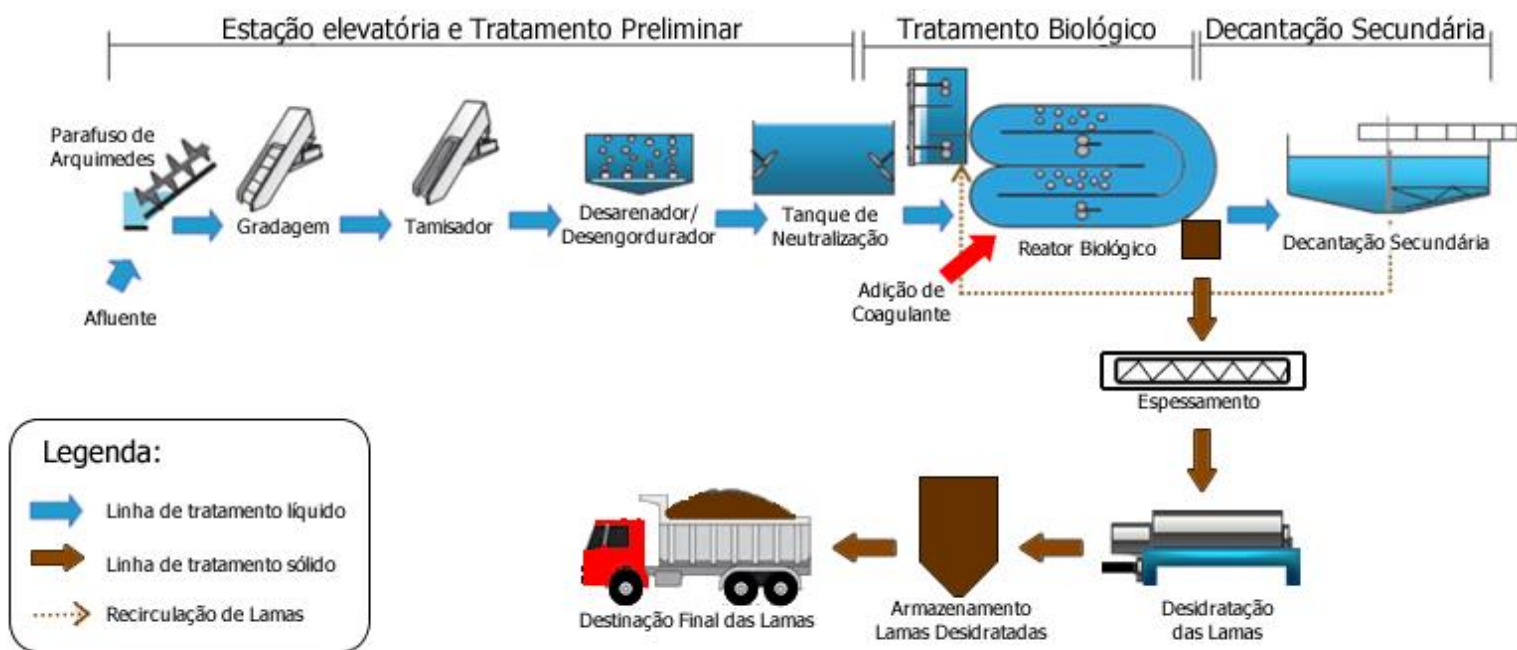 Estação elevatória e Tratamento Preliminar
Tratamento Biológico
Decantação Secundária
Parafuso de
Arquimedes
Gradagem
Tamisador
Desarenador/
Desengordurador
Tanque de
Neutralização
Reator Biológico
Decantação Secundária
Afluente
Adição de
Coagulante
Espessamento
Legenda:
Linha de tratamento líquido
Linha de tratamento sólido
Recirculação de Lamas
Destinação Final das Lamas
Armazenamento
Lamas Desidratadas
Desidratação
das Lamas